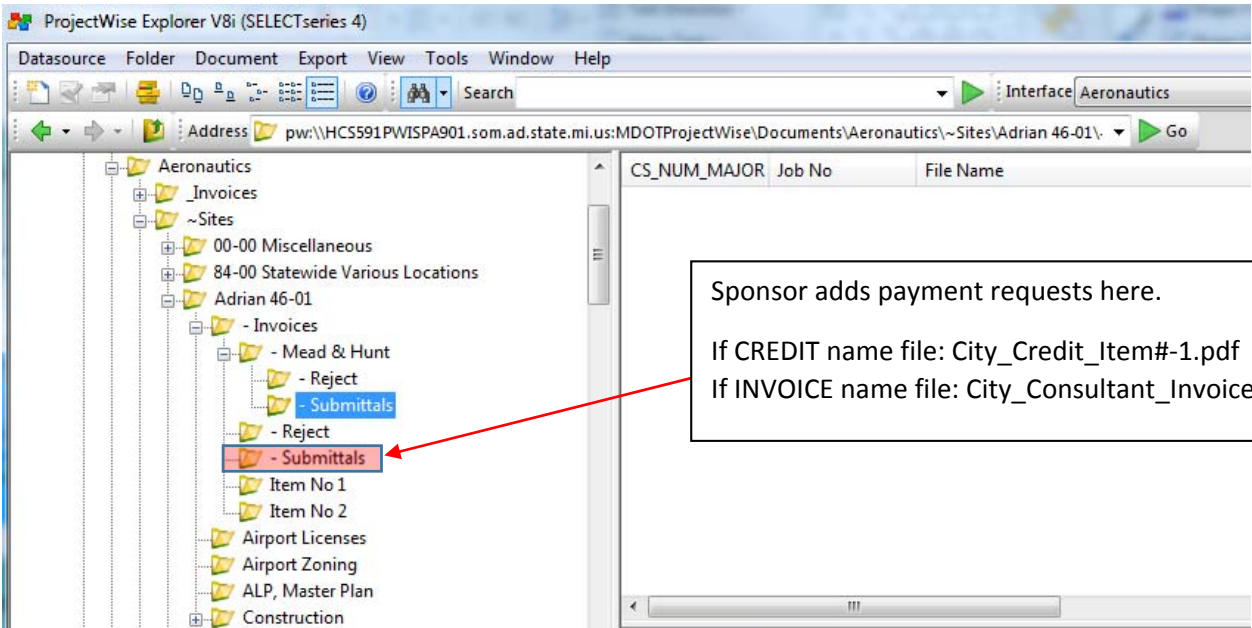 ProjectWise Explorer V8i (SELECTseries 4)
Datasource Folder Document Export View Tools Window Help
Search Interface Aeronautics
Address pw:\\HCS591PWISPA901.som.ad.state.mi.us:MDOTProjectWise\Documents\Aeronautics\~Sites\Adrian 46-01\- Go
Aeronautics
_Invoices
~Sites
00-00 Miscellaneous
84-00 Statewide Various Locations
Adrian 46-01
- Invoices
- Mead & Hunt
- Reject
- Submittals
- Reject
- Submittals
Item No 1
Item No 2
Airport Licenses
Airport Zoning
ALP, Master Plan
Construction
CS_NUM_MAJOR Job No File Name
Sponsor adds payment requests here.
If CREDIT name file: City_Credit_Item#-1.pdf
If INVOICE name file: City_Consultant_Invoice